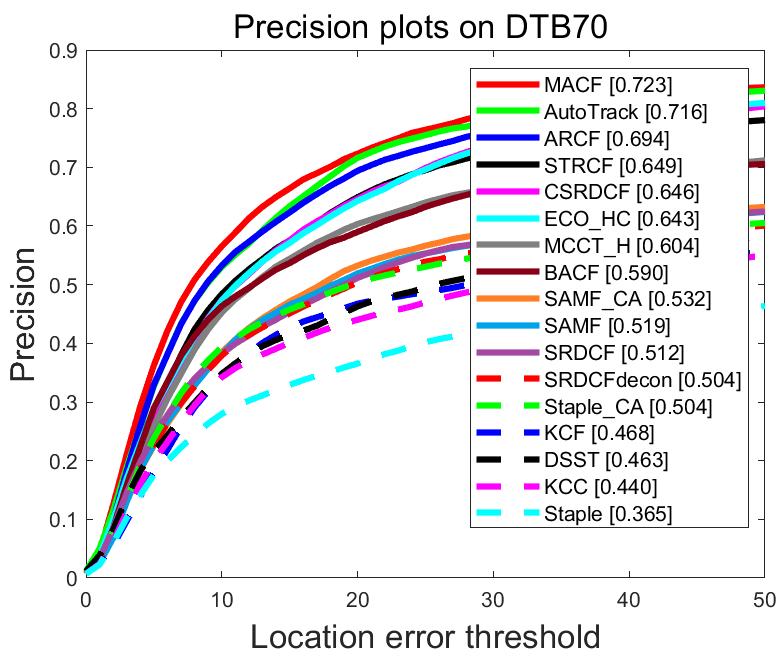 Precision plots on DTB70
Precision
0.9
0.8
0.7
0.6
0.5
0.4
0.3
0.2
0.1
0
MACF [0.723]
AutoTrack [0.716]
ARCF [0.694]
STRCF [0.649]
CSRDCF [0.646]
ECO_HC [0.643]
MCCT_H [0.604]
BACF [0.590]
SAMF_CA [0.532]
SAMF [0.519]
SRDCF [0.512]
SRDCFdecon [0.504]
Staple_CA [0.504]
KCF [0.468]
DSST [0.463]
KCC [0.440]
Staple [0.365]
0 10 20 30 40 50
Location error threshold